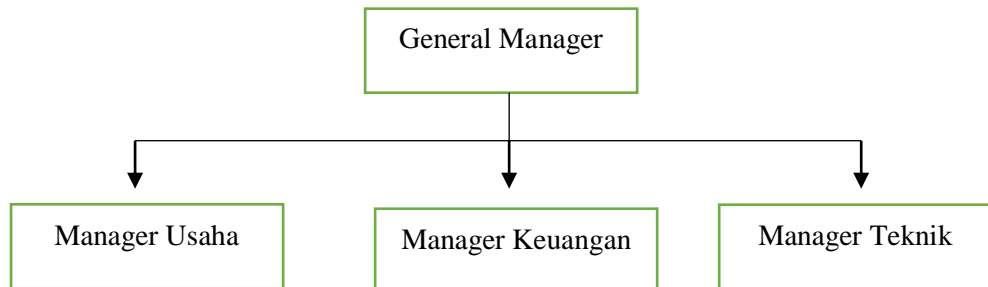 General Manager
Manager Usaha
Manager Keuangan
Manager Teknik